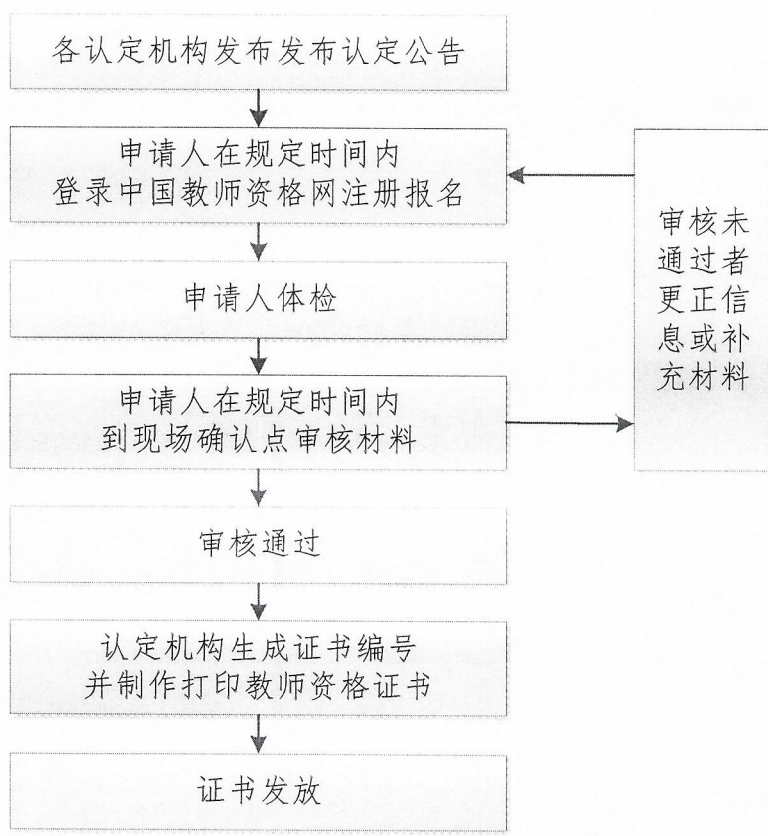 各认定机构发布发布认定公告
申请人在规定时间内
登录中国教师资格网注册报名
申请人体检
申请人在规定时间内
到现场确认点审核材料
审核通过
认定机构生成证书编号
并制作打印教师资格证书
证书发放
审核未
通过者
更正信
息或补
充材料